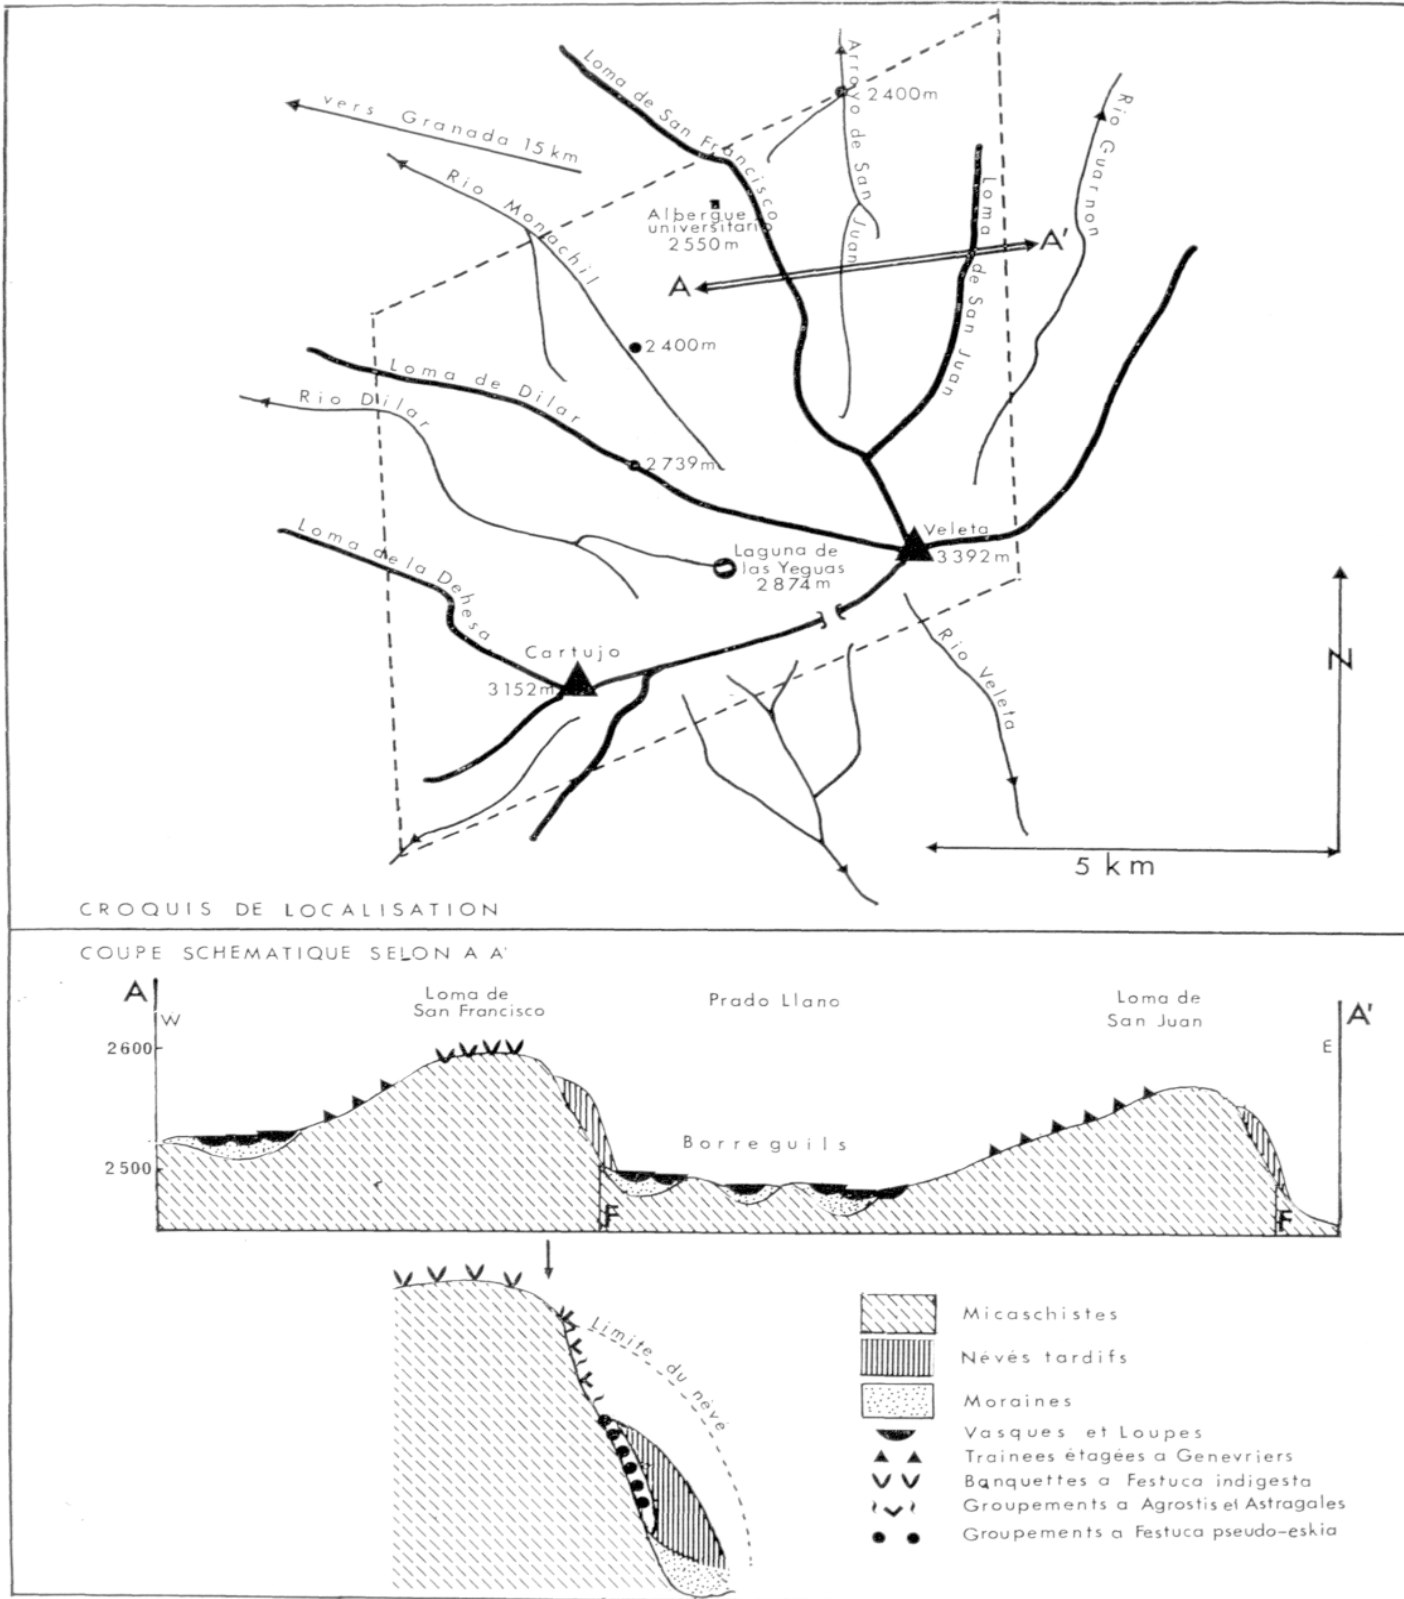 Loma de San Francisco
Arroyo de San Juan
2400m
Rio Guarnon
vers Granada 15 km
Rio Monachil
Loma de San Juan
Albergue
universitario
2550m
A
A'
2400m
Loma de Dilar
Rio Dilar
2739m
Veleta
3392m
Loma de la Dehesa
Laguna de
las Yeguas
2874m
Cartujo
3152m
Rio Veleta
N
5 km
CROQUIS DE LOCALISATION
COUPE SCHEMATIQUE SELON A A'
A
W
Loma de
San Francisco
Prado Llano
Loma de
San Juan
A'
E
2600
2500
Borreguils
F
F
Limite du névé
Micaschistes
Névés tardifs
Moraines
Vasques et Loupes
Trainees étagées a Genevriers
Banquettes a Festuca indigesta
Groupements a Agrostis et Astragales
Groupements a Festuca pseudo-eskia